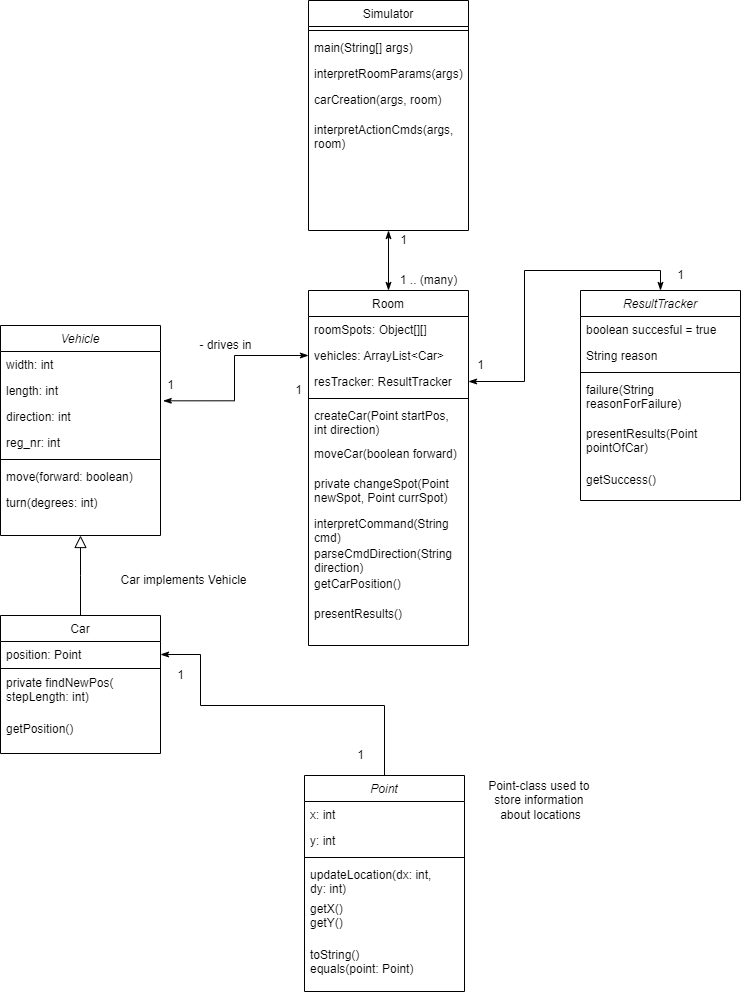 Simulator
main(String[] args)
interpretRoomParams(args)
carCreation(args, room)
interpretActionCmds(args,
room)
1
1 .. (many)
Room
roomSpots: Object[][]
vehicles: ArrayList<Car>
resTracker: ResultTracker
createCar(Point startPos,
int direction)
moveCar(boolean forward)
private changeSpot(Point
newSpot, Point currSpot)
interpretCommand(String
cmd)
parseCmdDirection(String
direction)
getCarPosition()
presentResults()
1
1
ResultTracker
boolean succesful = true
String reason
failure(String
reasonForFailure)
presentResults(Point
pointOfCar)
getSuccess()
- drives in
1
1
Vehicle
width: int
length: int
direction: int
reg_nr: int
move(forward: boolean)
turn(degrees: int)
Car implements Vehicle
Car
position: Point
private findNewPos(
stepLength: int)
getPosition()
1
1
Point
x: int
y: int
updateLocation(dx: int,
dy: int)
getX()
getY()
toString()
equals(point: Point)
Point-class used to
store information
about locations